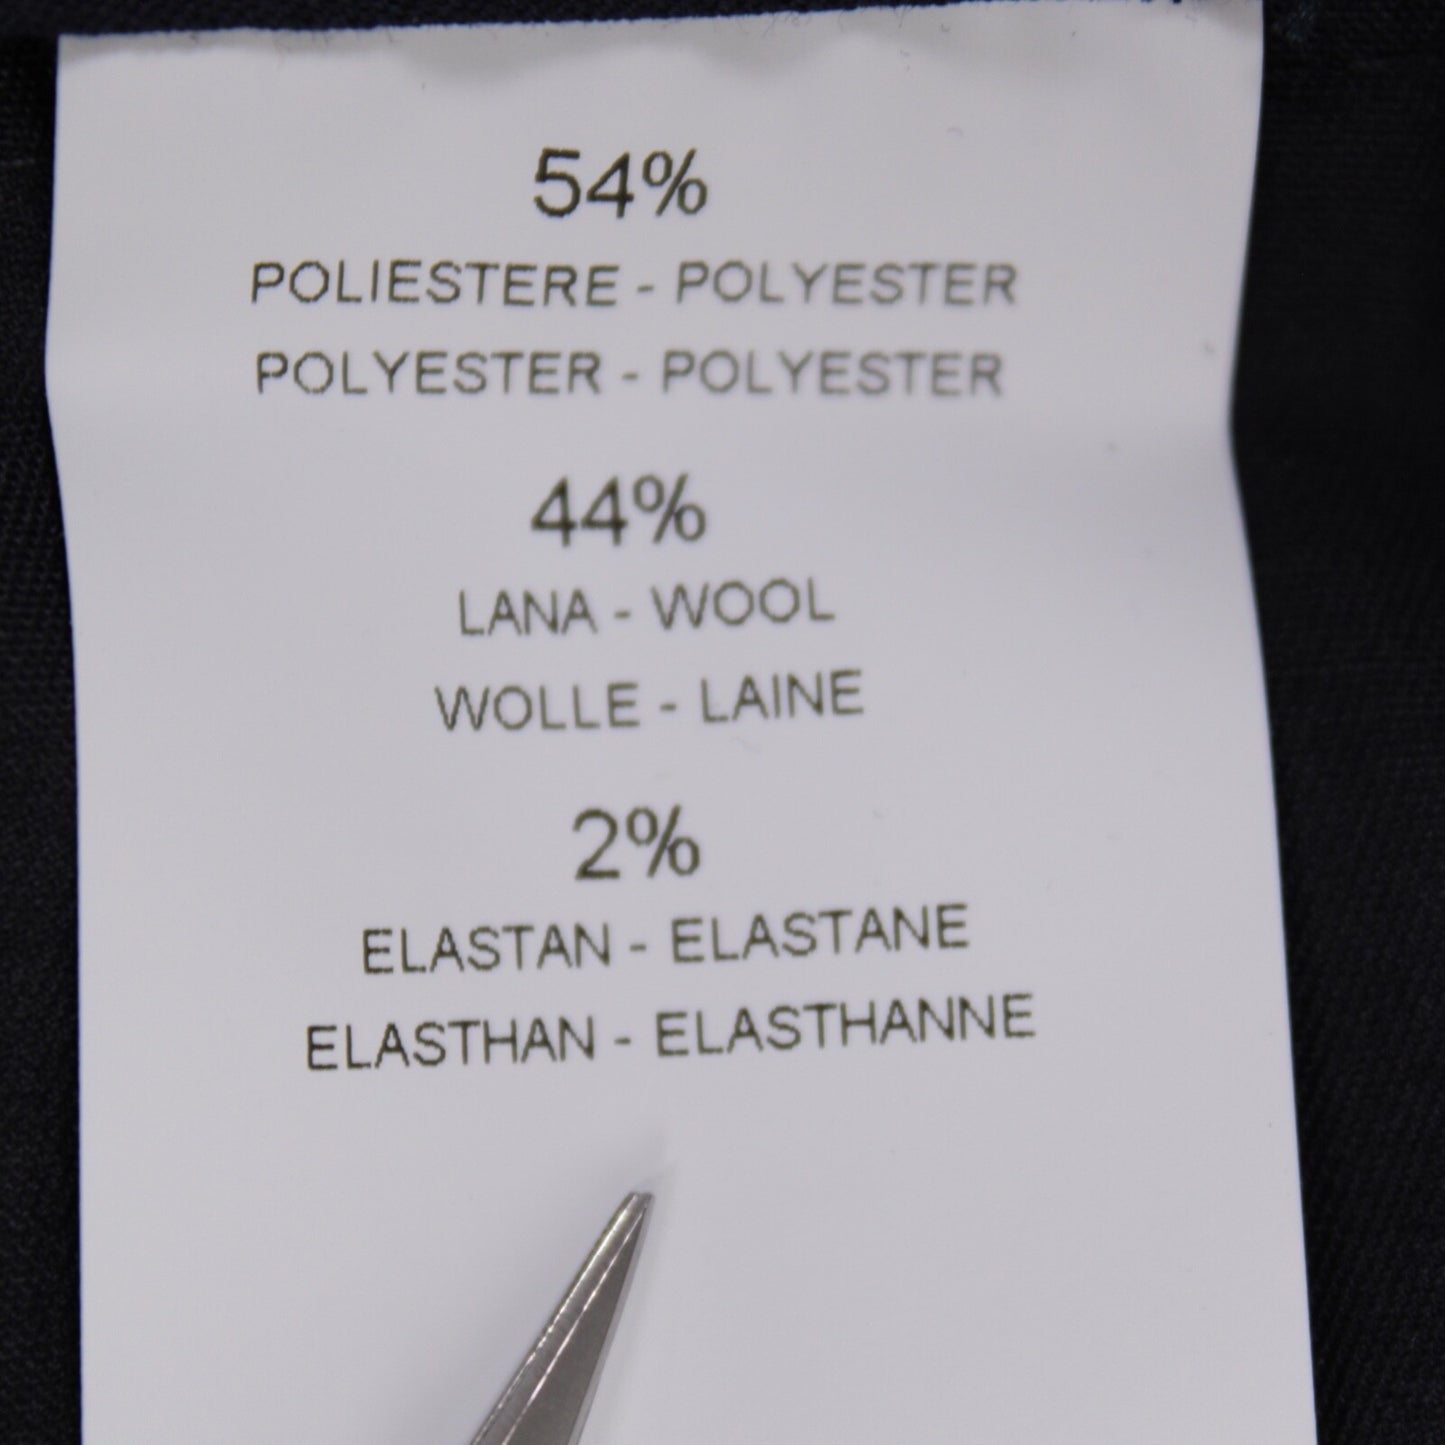 54%
POLIESTERE - POLYESTER
POLYESTER - POLYESTER
44%
LANA - WOOL
WOLLE - LAINE
2%
ELASTAN - ELASTANE
ELASTHAN - ELASTHANNE